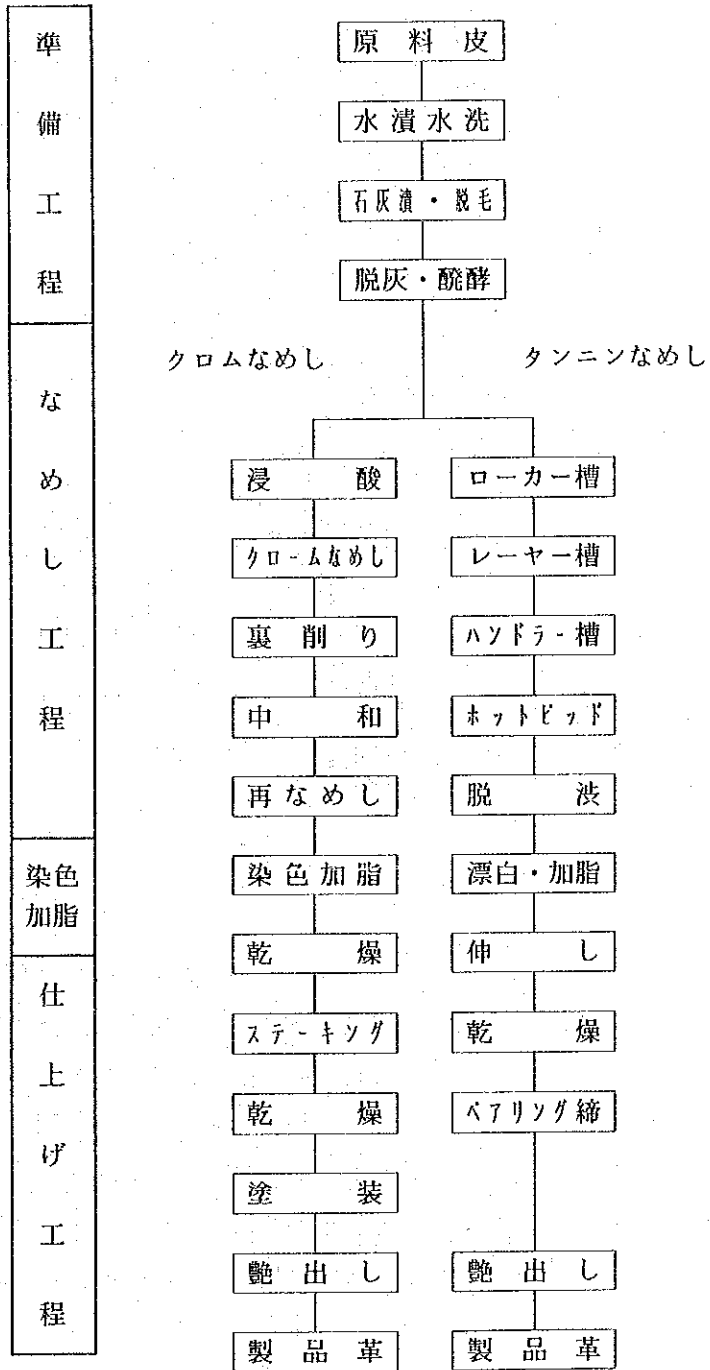 準備工程
原料皮
水漬水洗
石灰漬・脱毛
脱灰・醗酵
なめし工程
クロムなめし
タンニンなめし
浸酸
ローカー槽
クロームなめし
レーヤー槽
裏削り
ハンドラー槽
中和
ホットピッド
再なめし
脱渋
染色
加脂
染色加脂
漂白・加脂
仕上げ工程
乾燥
伸し
ステーキング
乾燥
乾燥
ベアリング締
塗装
艶出し
艶出し
製品革
製品革